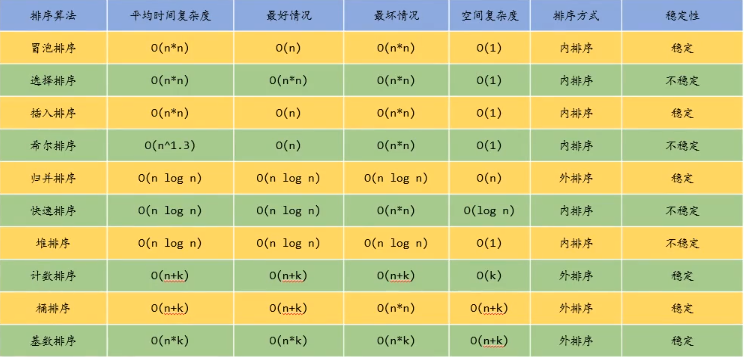 排序算法 平均时间复杂度 最好情况 最坏情况 空间复杂度 排序方式 稳定性
冒泡排序 O(n*n) O(n) O(n*n) O(1) 内排序 稳定
选择排序 O(n*n) O(n*n) O(n*n) O(1) 内排序 不稳定
插入排序 O(n*n) O(n) O(n*n) O(1) 内排序 稳定
希尔排序 O(n^1.3) O(n) O(n*n) O(1) 内排序 不稳定
归并排序 O(n log n) O(n log n) O(n log n) O(n) 外排序 稳定
快速排序 O(n log n) O(n log n) O(n*n) O(log n) 内排序 不稳定
堆排序 O(n log n) O(n log n) O(n log n) O(1) 内排序 不稳定
计数排序 O(n+k) O(n+k) O(n+k) O(k) 外排序 稳定
桶排序 O(n+k) O(n+k) O(n*n) O(n+k) 外排序 稳定
基数排序 O(n*k) O(n*k) O(n*k) O(n+k) 外排序 稳定